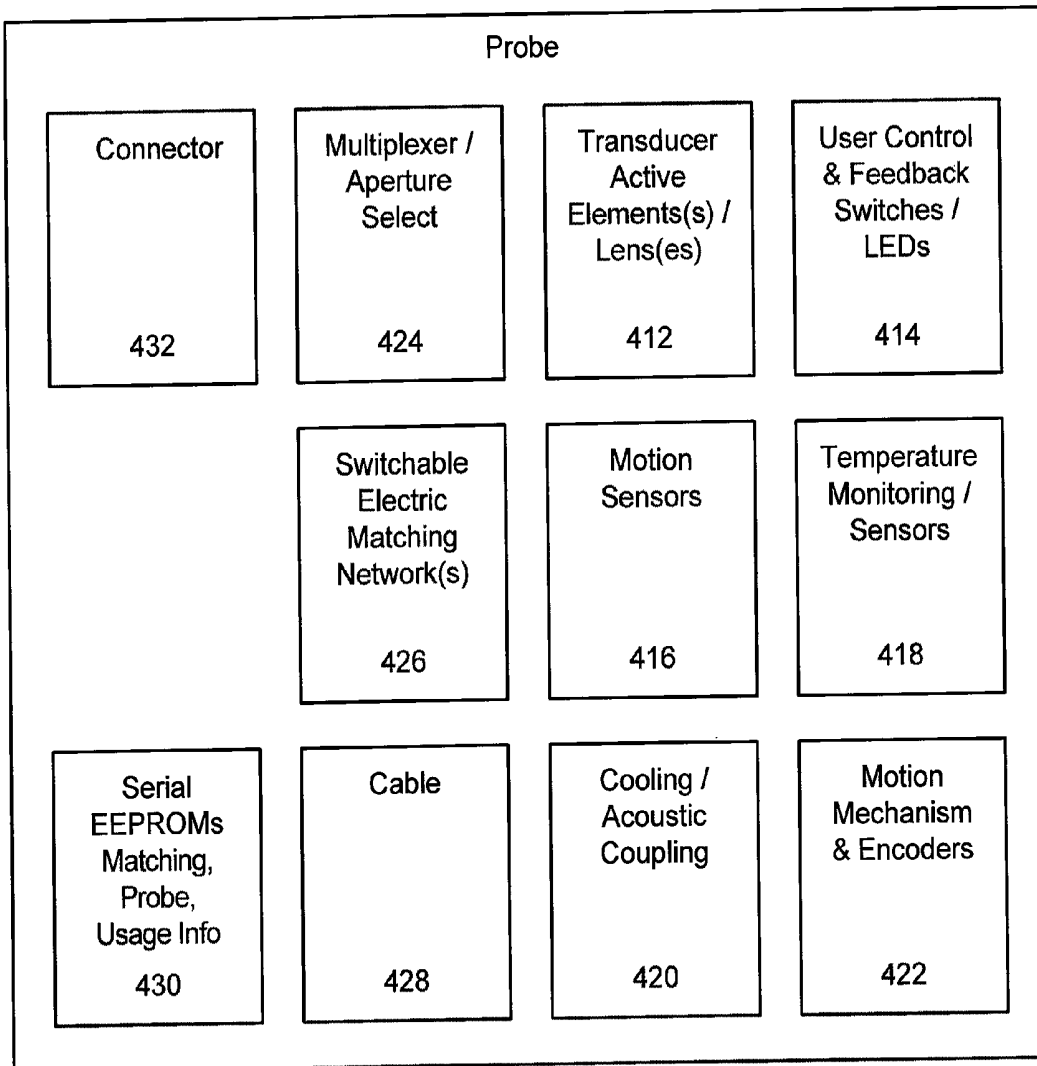 Probe
Connector
432
Multiplexer /
Aperture
Select
424
Transducer
Active
Elements(s) /
Lens(es)
412
User Control
& Feedback
Switches /
LEDs
414
Switchable
Electric
Matching
Network(s)
426
Motion
Sensors
416
Temperature
Monitoring /
Sensors
418
Serial
EEPROMs
Matching,
Probe,
Usage Info
430
Cable
428
Cooling /
Acoustic
Coupling
420
Motion
Mechanism
& Encoders
422